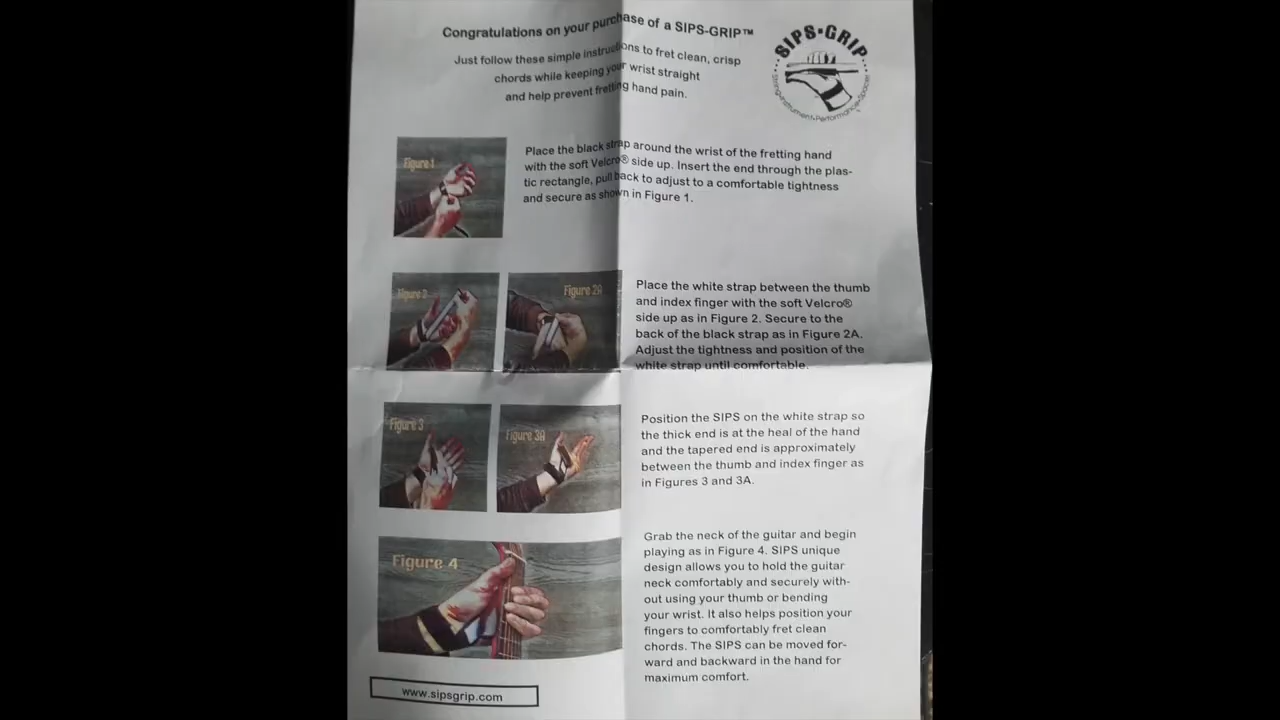 Congratulations on your purchase of a SIPS-GRIP™
Just follow these simple instructions to fret clean, crisp
chords while keeping your wrist straight
and help prevent fretting hand pain.
SIPS•GRIP
String•Instrument•Performance•Spacer
Figure 1
Place the black strap around the wrist of the fretting hand
with the soft Velcro® side up. Insert the end through the plas-
tic rectangle, pull back to adjust to a comfortable tightness
and secure as shown in Figure 1.
Figure 2
Figure 2A
Place the white strap between the thumb
and index finger with the soft Velcro®
side up as in Figure 2. Secure to the
back of the black strap as in Figure 2A.
Adjust the tightness and position of the
white strap until comfortable.
Figure 3
Figure 3A
Position the SIPS on the white strap so
the thick end is at the heal of the hand
and the tapered end is approximately
between the thumb and index finger as
in Figures 3 and 3A.
Figure 4
Grab the neck of the guitar and begin
playing as in Figure 4. SIPS unique
design allows you to hold the guitar
neck comfortably and securely with-
out using your thumb or bending
your wrist. It also helps position your
fingers to comfortably fret clean
chords. The SIPS can be moved for-
ward and backward in the hand for
maximum comfort.
www.sipsgrip.com